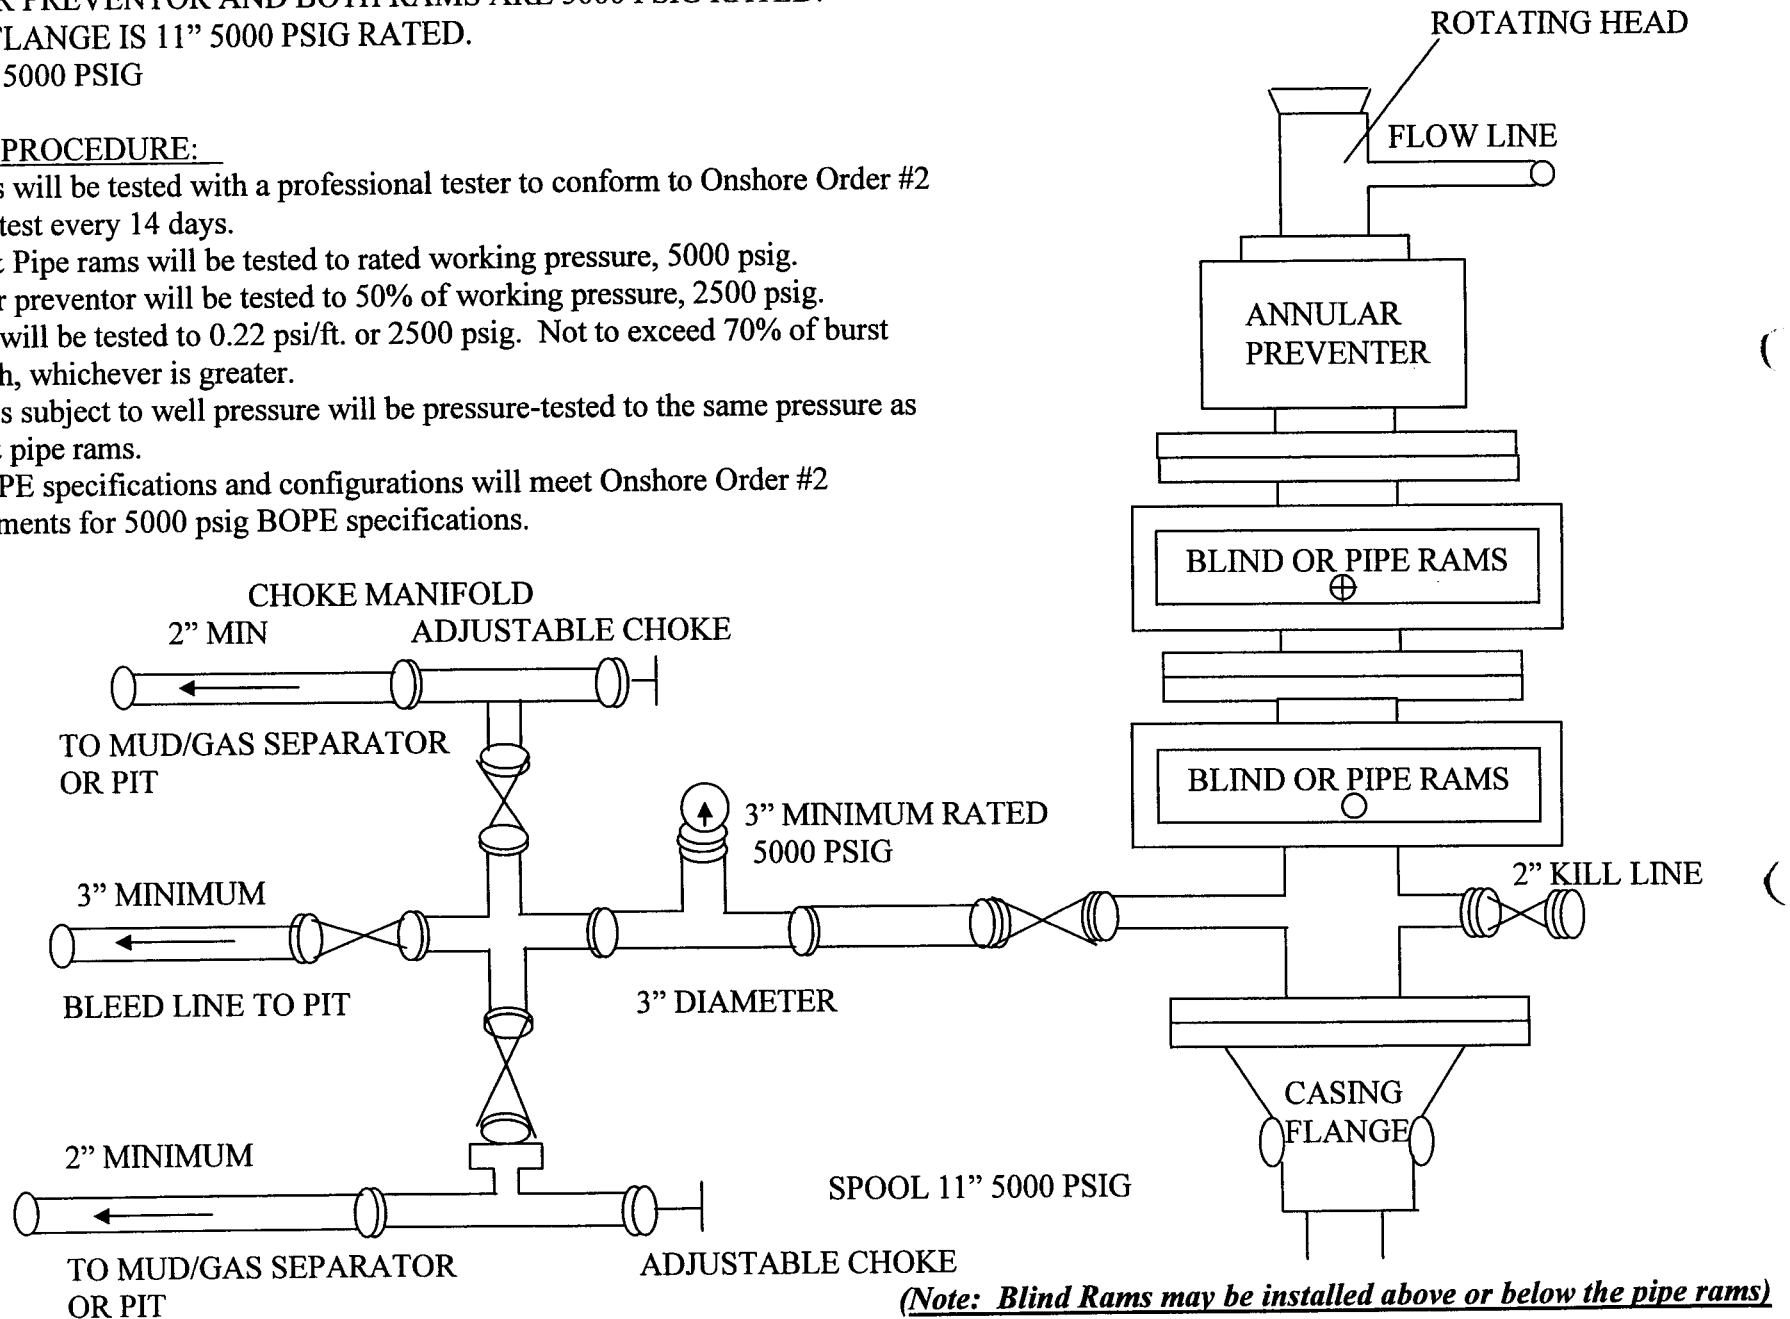 PREVENTOR AND BOTH RAMS ARE 5000 PSIG RATED.
FLANGE IS 11” 5000 PSIG RATED.
5000 PSIG
PROCEDURE:
will be tested with a professional tester to conform to Onshore Order #2
test every 14 days.
Pipe rams will be tested to rated working pressure, 5000 psig.
preventor will be tested to 50% of working pressure, 2500 psig.
will be tested to 0.22 psi/ft. or 2500 psig. Not to exceed 70% of burst
whichever is greater.
subject to well pressure will be pressure-tested to the same pressure as
pipe rams.
specifications and configurations will meet Onshore Order #2
for 5000 psig BOPE specifications.
ROTATING HEAD
FLOW LINE
ANNULAR
PREVENTER
BLIND OR PIPE RAMS
BLIND OR PIPE RAMS
2” KILL LINE
CASING
FLANGE
CHOKE MANIFOLD
2” MIN
ADJUSTABLE CHOKE
TO MUD/GAS SEPARATOR
OR PIT
3” MINIMUM RATED
5000 PSIG
3” MINIMUM
BLEED LINE TO PIT
3” DIAMETER
2” MINIMUM
SPOOL 11” 5000 PSIG
TO MUD/GAS SEPARATOR
OR PIT
ADJUSTABLE CHOKE
(Note: Blind Rams may be installed above or below the pipe rams)